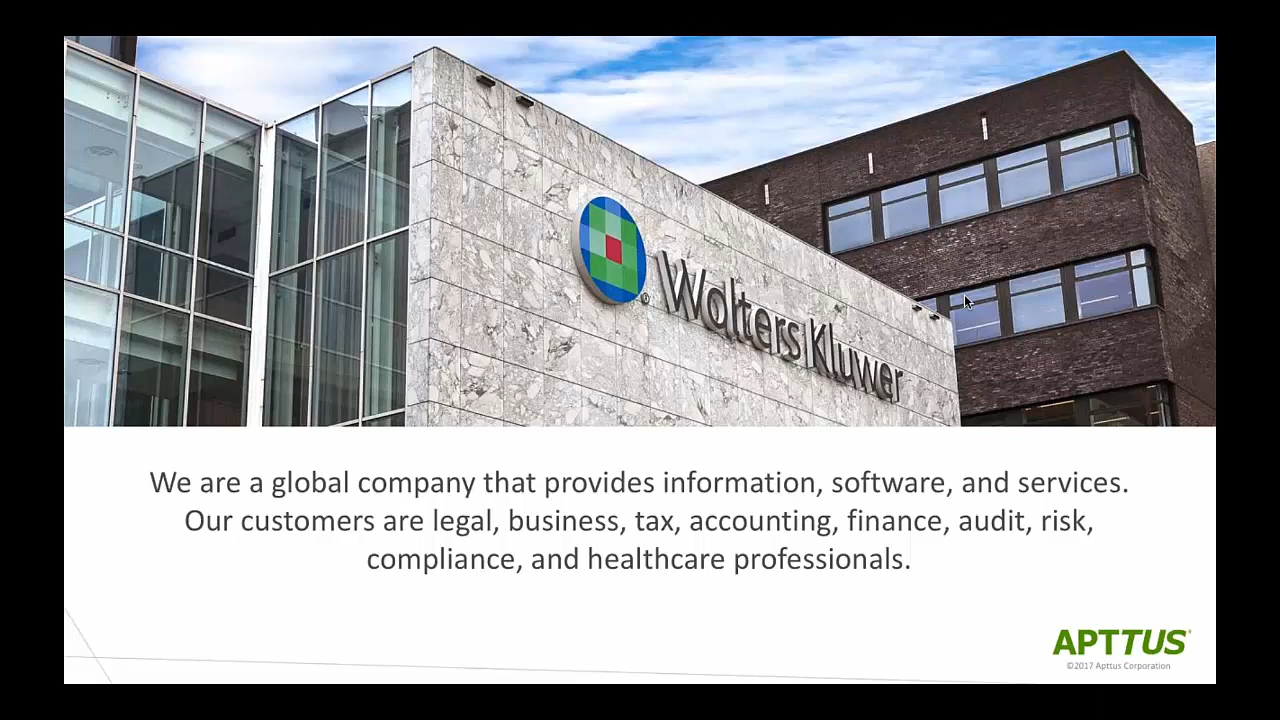 Wolters Kluwer
We are a global company that provides information, software, and services.
Our customers are legal, business, tax, accounting, finance, audit, risk,
compliance, and healthcare professionals.
APTTUS
©2017 Apttus Corporation